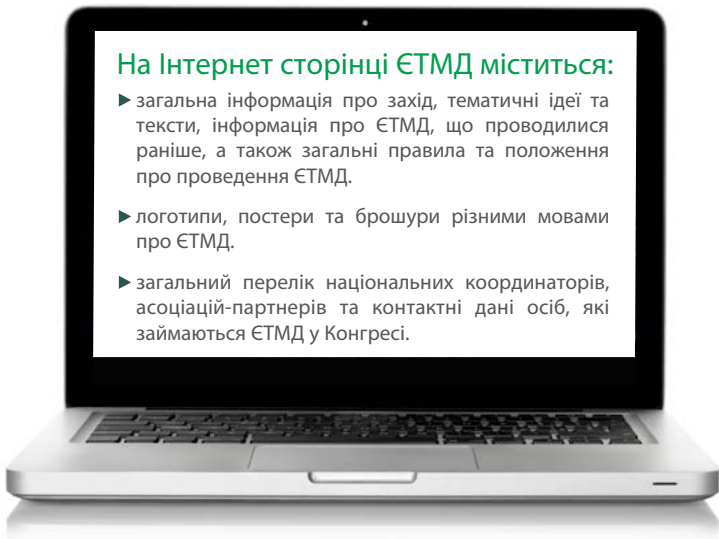 На Інтернет сторінці ЄТМД міститься:
▶ загальна інформація про захід, тематичні ідеї та
тексти, інформація про ЄТМД, що проводилися
раніше, а також загальні правила та положення
про проведення ЄТМД.
▶ логотипи, постери та брошури різними мовами
про ЄТМД.
▶ загальний перелік національних координаторів,
асоціацій-партнерів та контактні дані осіб, які
займаються ЄТМД у Конгресі.